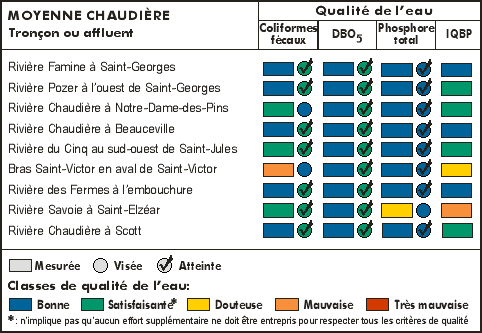 MOYENNE CHAUDIÈRE
Tronçon ou affluent
Qualité de l'eau
Coliformes fécaux DBO5 Phosphore total IQBP
Rivière Famine à Saint-Georges
Rivière Pozer à l'ouest de Saint-Georges
Rivière Chaudière à Notre-Dame-des-Pins
Rivière Chaudière à Beauceville
Rivière du Cinq au sud-ouest de Saint-Jules
Bras Saint-Victor en aval de Saint-Victor
Rivière des Fermes à l'embouchure
Rivière Savoie à Saint-Elzéar
Rivière Chaudière à Scott
Mesurée Visée Atteinte
Classes de qualité de l'eau:
Bonne Satisfaisante* Douteuse Mauvaise Très mauvaise
* : n'implique pas qu'aucun effort supplémentaire ne doit être entrepris pour respecter tous les critères de qualité